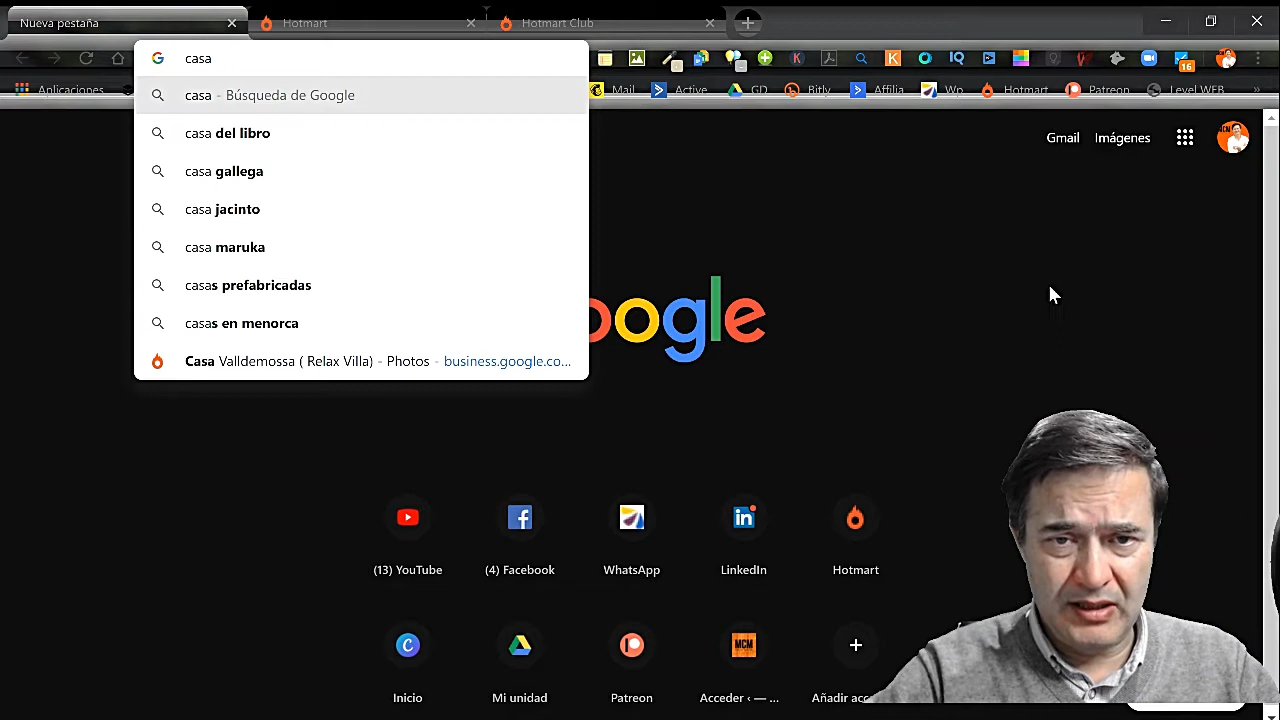 Nueva pestaña
Hotmart
Hotmart Club
casa
16
Aplicaciones
Mail
Active
GD
Bitly
Affilia
Wp
Hotmart
Patreon
Level WEB
»
casa - Búsqueda de Google
casa del libro
casa gallega
casa jacinto
casa maruka
casas prefabricadas
casas en menorca
Casa Valldemossa ( Relax Villa) - Photos - business.google.co...
Gmail
Imágenes
oogle
(13) YouTube
(4) Facebook
WhatsApp
LinkedIn
Hotmart
Inicio
Mi unidad
Patreon
MCM
Acceder ‹ — ...
Añadir acc